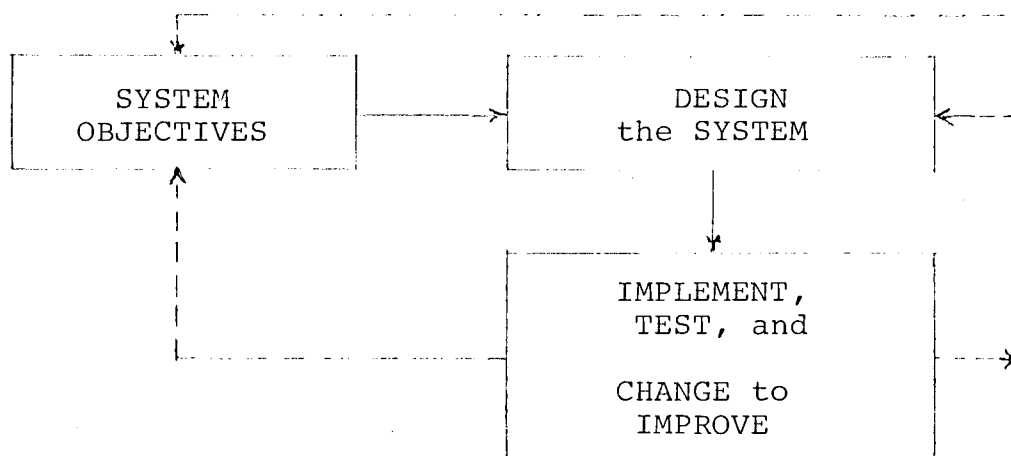 SYSTEM
OBJECTIVES
DESIGN
the SYSTEM
IMPLEMENT,
TEST, and
CHANGE to
IMPROVE